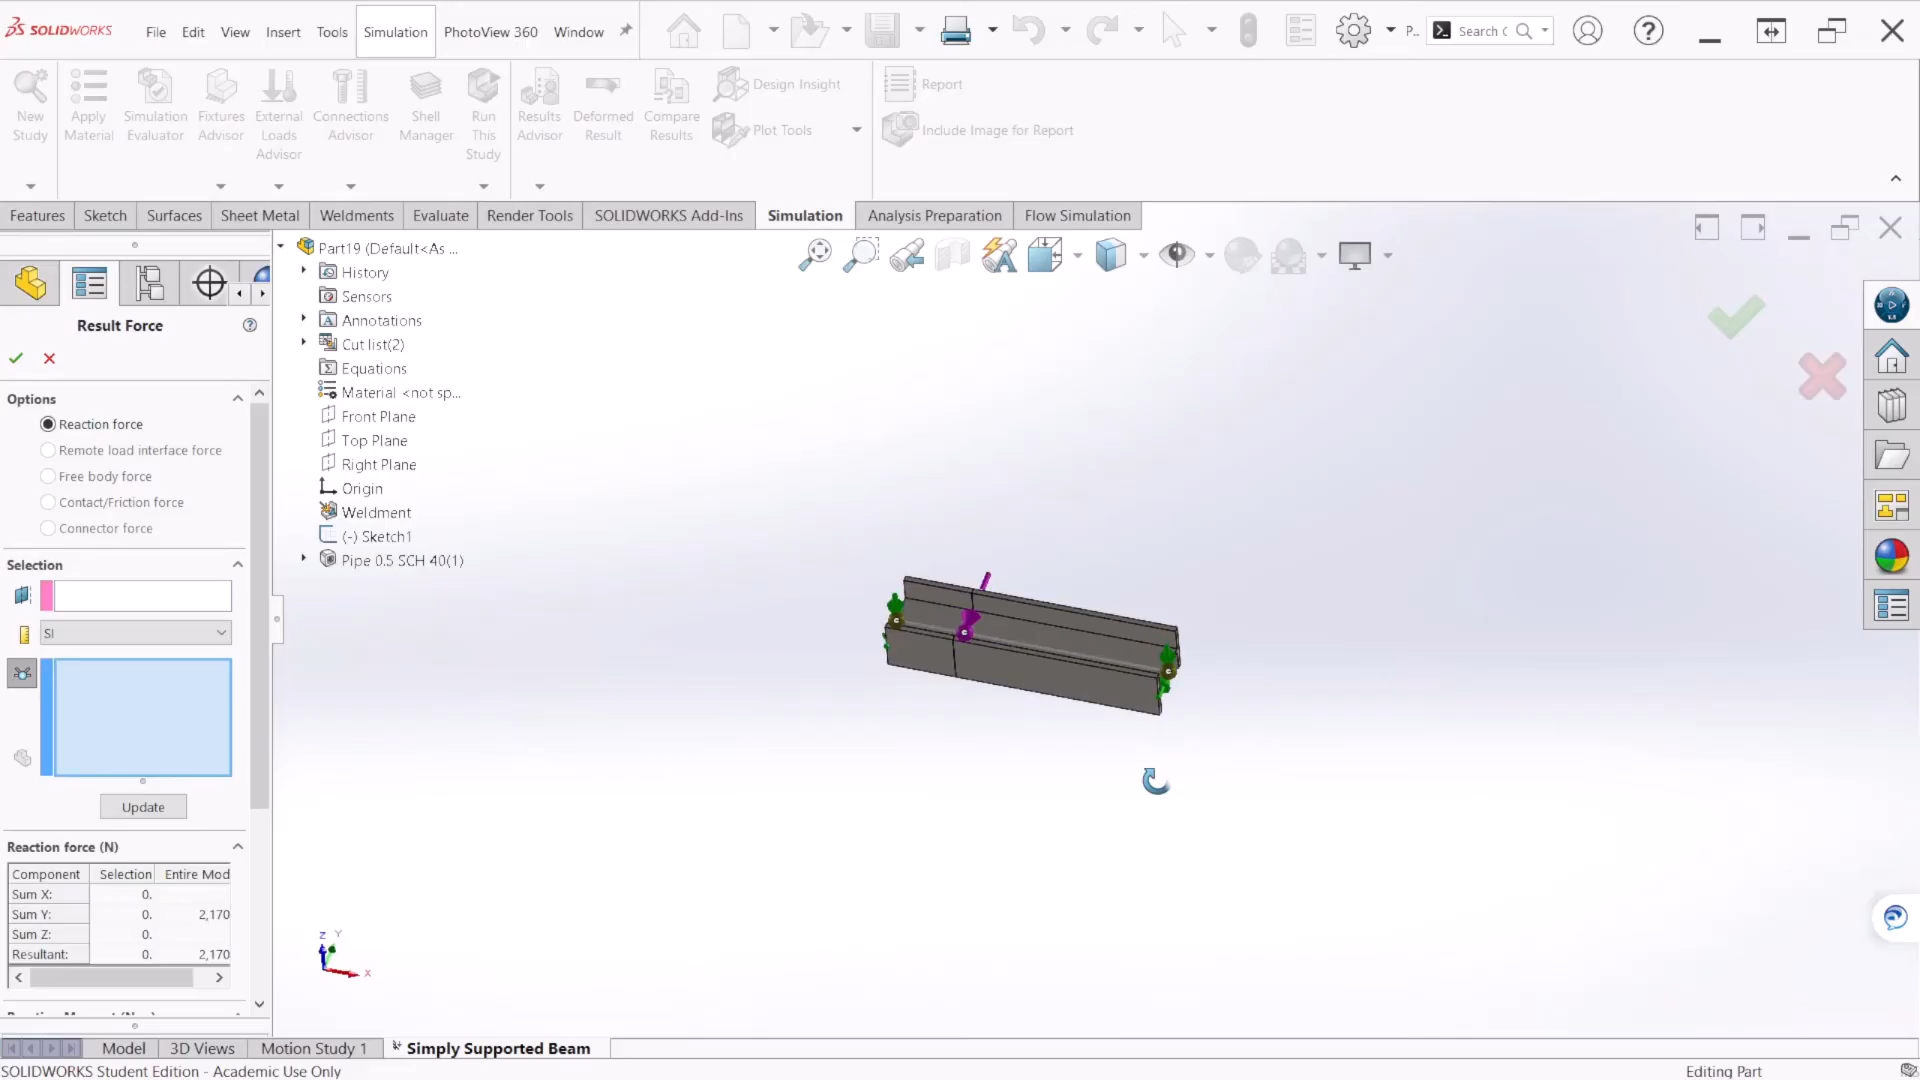 SOLIDWORKS File Edit View Insert Tools Simulation PhotoView 360 Window P.. Search (
New Study
Apply Material
Simulation Evaluator
Fixtures Advisor
External Loads Advisor
Connections Advisor
Shell Manager
Run This Study
Results Advisor
Deformed Result
Compare Results
Design Insight
Plot Tools
Report
Include Image for Report
Features Sketch Surfaces Sheet Metal Weldments Evaluate Render Tools SOLIDWORKS Add-Ins Simulation Analysis Preparation Flow Simulation
Result Force
Options
Reaction force
Remote load interface force
Free body force
Contact/Friction force
Connector force
Selection
SI
Update
Reaction force (N)
Component Selection Entire Mod
Sum X: 0.
Sum Y: 0. 2,170
Sum Z: 0.
Resultant: 0. 2,170
Part19 (Default<As ...
History
Sensors
Annotations
Cut list(2)
Equations
Material <not sp...
Front Plane
Top Plane
Right Plane
Origin
Weldment
(-) Sketch1
Pipe 0.5 SCH 40(1)
Z Y
X
Model 3D Views Motion Study 1 Simply Supported Beam
SOLIDWORKS Student Edition - Academic Use Only Editing Part